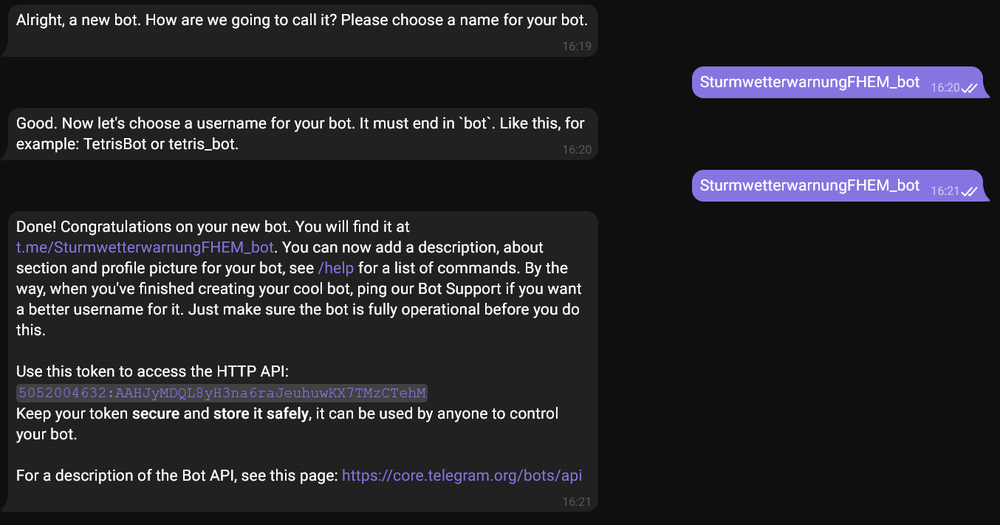 Alright, a new bot. How are we going to call it? Please choose a name for your bot.
16:19
SturmwetterwarnungFHEM_bot 16:20
Good. Now let's choose a username for your bot. It must end in `bot`. Like this, for
example: TetrisBot or tetris_bot.
16:20
SturmwetterwarnungFHEM_bot 16:21
Done! Congratulations on your new bot. You will find it at
t.me/SturmwetterwarnungFHEM_bot. You can now add a description, about
section and profile picture for your bot, see /help for a list of commands. By the
way, when you've finished creating your cool bot, ping our Bot Support if you want
a better username for it. Just make sure the bot is fully operational before you do
this.
Use this token to access the HTTP API:
5052004632:AAHJyMDQL8yH3na6raJeuhuwKX7TMzCTehM
Keep your token secure and store it safely, it can be used by anyone to control
your bot.
For a description of the Bot API, see this page: https://core.telegram.org/bots/api
16:21